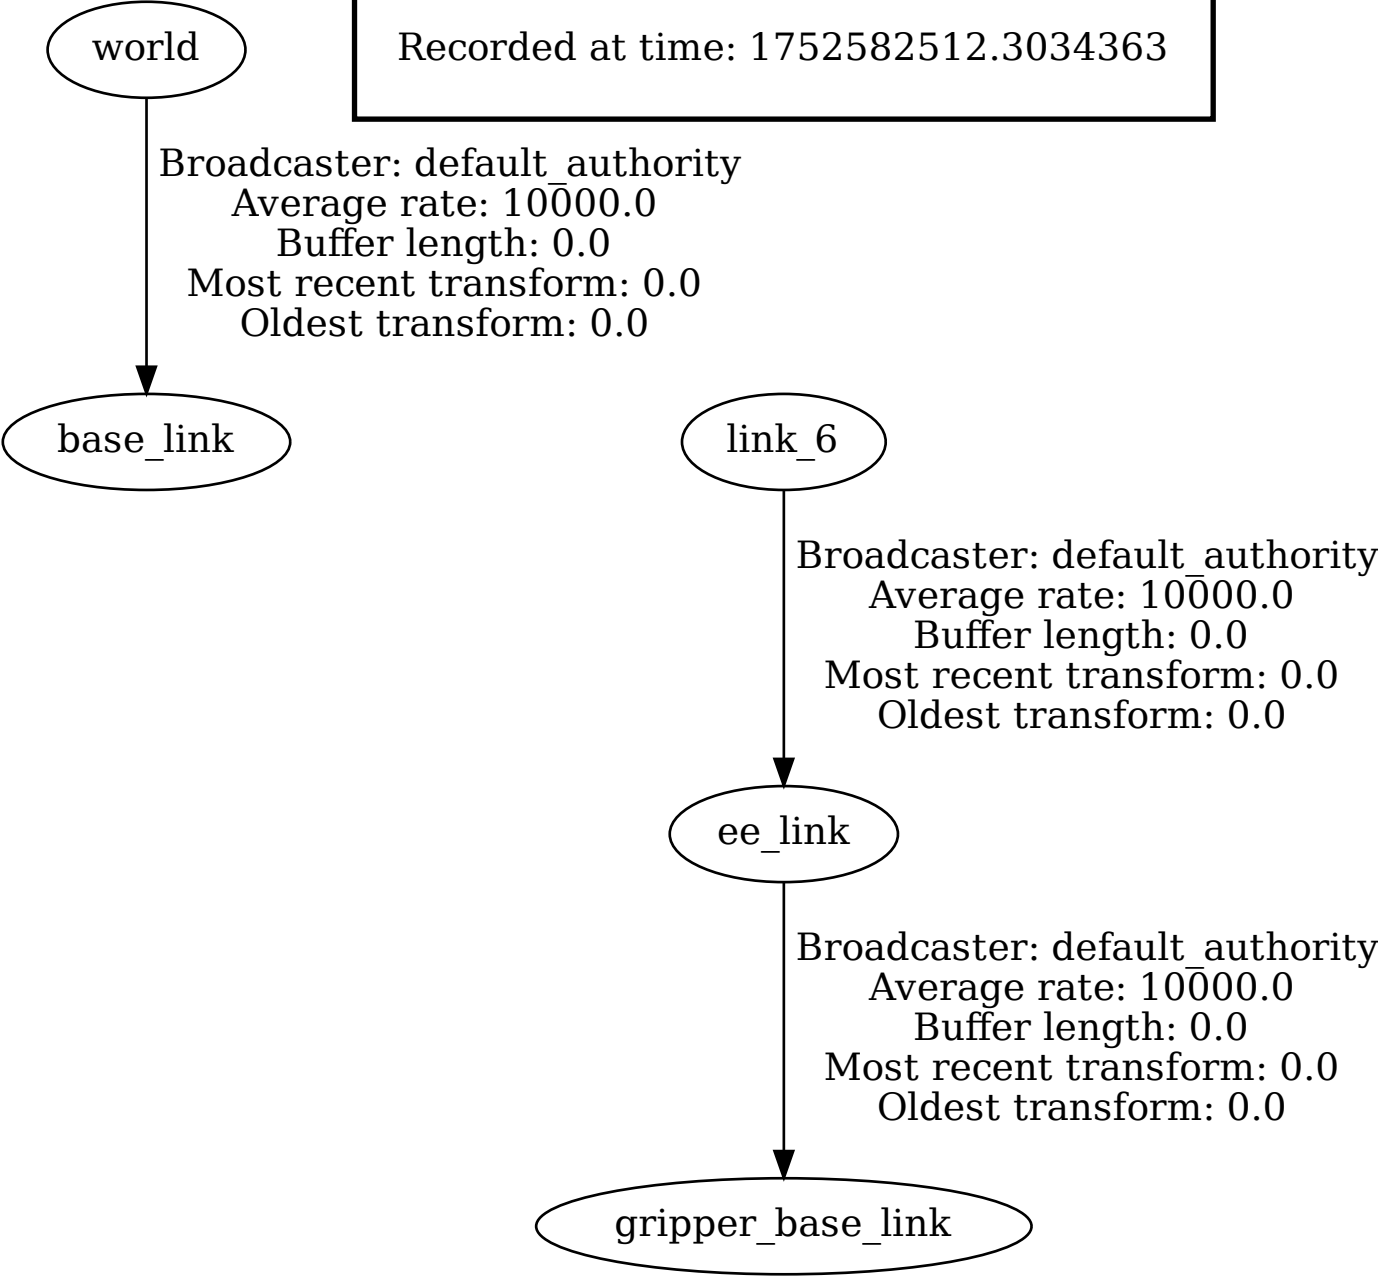 world
Recorded at time: 1752582512.3034363
Broadcaster: default_authority
Average rate: 10000.0
Buffer length: 0.0
Most recent transform: 0.0
Oldest transform: 0.0
base_link
link_6
Broadcaster: default_authority
Average rate: 10000.0
Buffer length: 0.0
Most recent transform: 0.0
Oldest transform: 0.0
ee_link
Broadcaster: default_authority
Average rate: 10000.0
Buffer length: 0.0
Most recent transform: 0.0
Oldest transform: 0.0
gripper_base_link